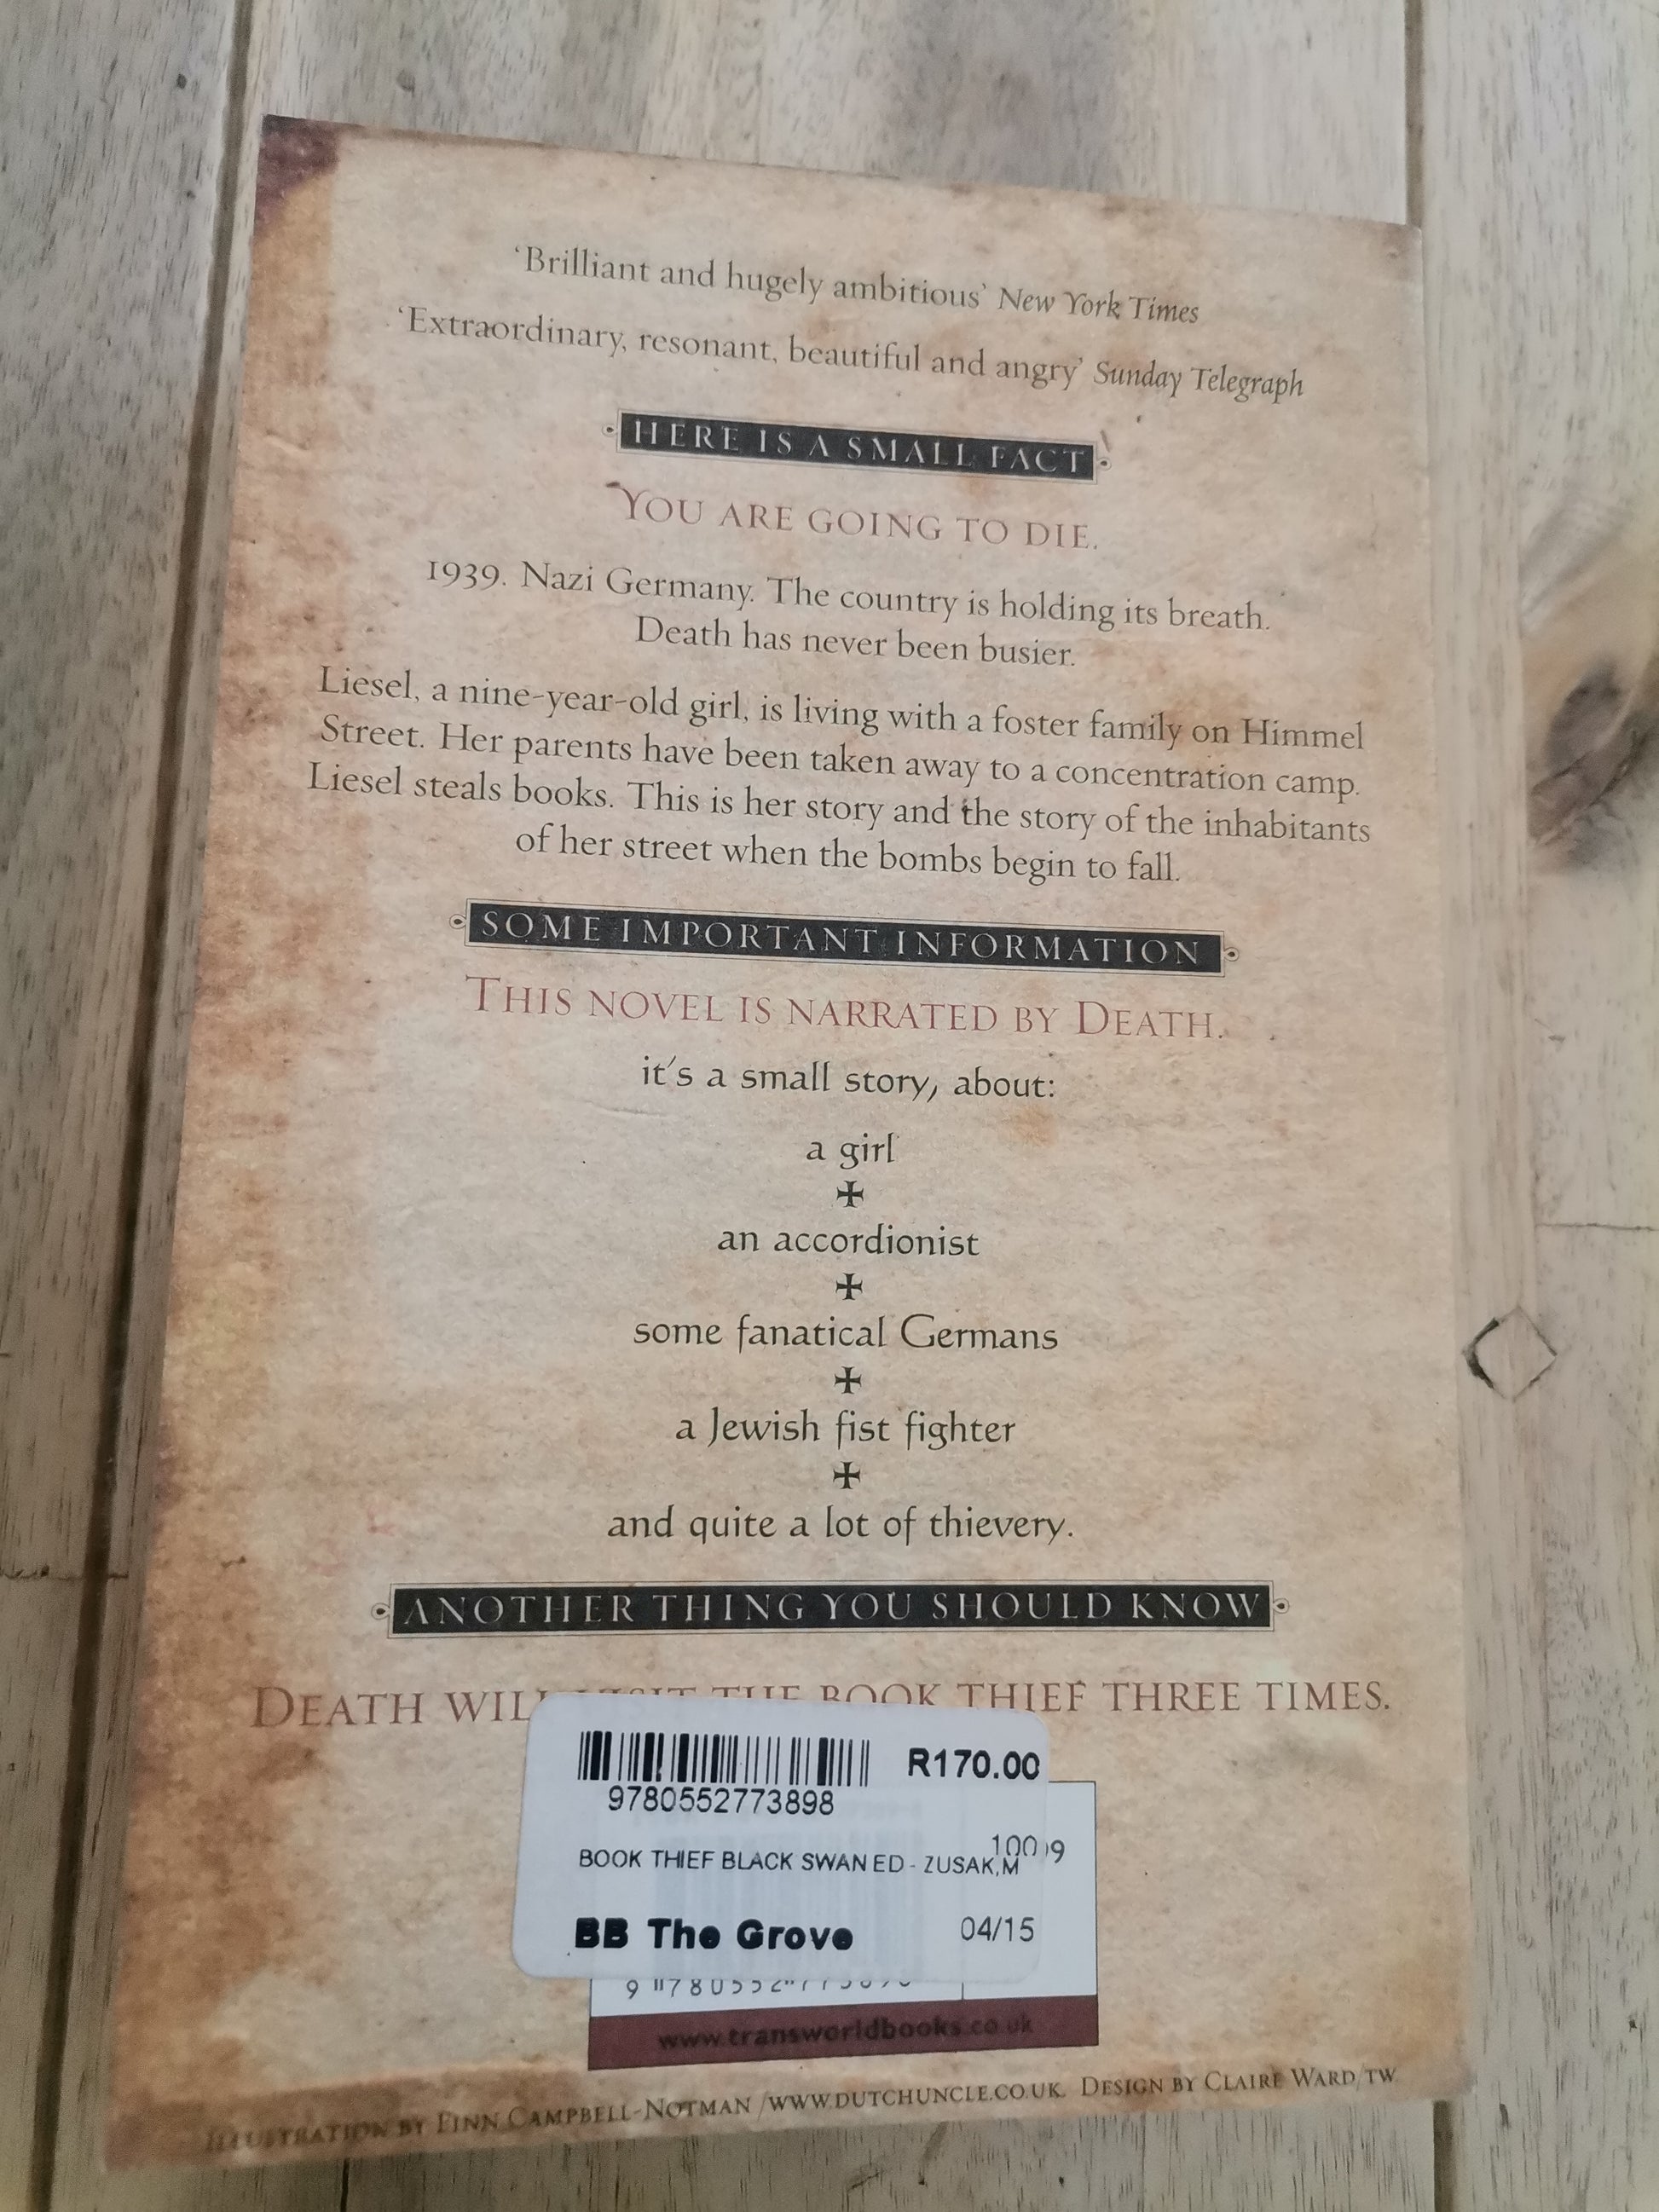 ‘Brilliant and hugely ambitious’ New York Times
‘Extraordinary, resonant, beautiful and angry’ Sunday Telegraph
HERE IS A SMALL FACT
YOU ARE GOING TO DIE.
1939. Nazi Germany. The country is holding its breath.
Death has never been busier.
Liesel, a nine-year-old girl, is living with a foster family on Himmel
Street. Her parents have been taken away to a concentration camp.
Liesel steals books. This is her story and the story of the inhabitants
of her street when the bombs begin to fall.
SOME IMPORTANT INFORMATION
THIS NOVEL IS NARRATED BY DEATH.
it's a small story, about:
a girl
an accordionist
some fanatical Germans
a Jewish fist fighter
and quite a lot of thievery.
ANOTHER THING YOU SHOULD KNOW
DEATH WILL VISIT THE BOOK THIEF THREE TIMES.
R170.00
9780552773898
100
BOOK THIEF BLACK SWAN ED - ZUSAK,M
BB The Grove 04/15
9 780552 773898
www.transworldbooks.co.uk
ILLUSTRATION BY FINN CAMPBELL-NOTMAN /WWW.DUTCHUNCLE.CO.UK. DESIGN BY CLAIRE WARD/TW